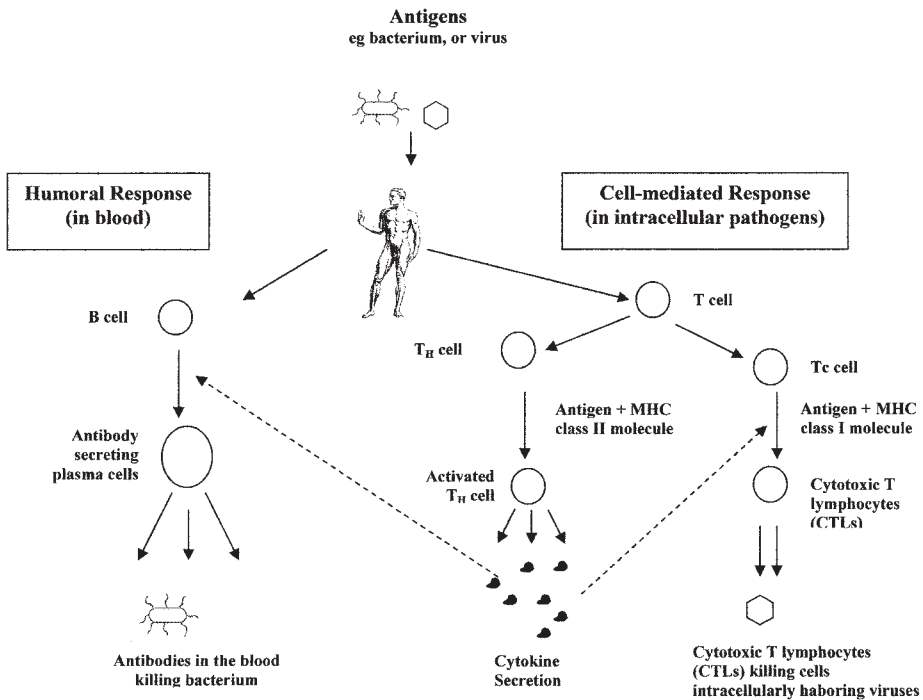 Antigens
eg bacterium, or virus
Humoral Response
(in blood)
Cell-mediated Response
(in intracellular pathogens)
B cell
T cell
TH cell
Tc cell
Antigen + MHC
class II molecule
Antigen + MHC
class I molecule
Antibody
secreting
plasma cells
Activated
TH cell
Cytotoxic T
lymphocytes
(CTLs)
Antibodies in the blood
killing bacterium
Cytokine
Secretion
Cytotoxic T lymphocytes
(CTLs) killing cells
intracellularly haboring viruses